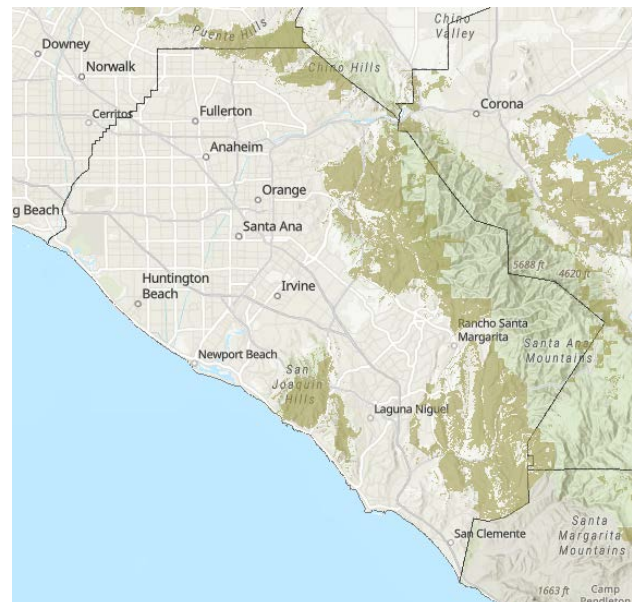 Puente Hills
Chino
Valley
Downey
Norwalk
Chino Hills
Cerritos
Fullerton
Corona
Anaheim
Orange
g Beach
Santa Ana
5688 ft
4620 ft
Huntington
Beach
Irvine
Rancho Santa
Margarita
Santa Ana
Mountains
Newport Beach
San
Joaquin
Hills
Laguna Niguel
San Clemente
Santa
Margarita
Mountains
1663 ft
Camp
Pendleton